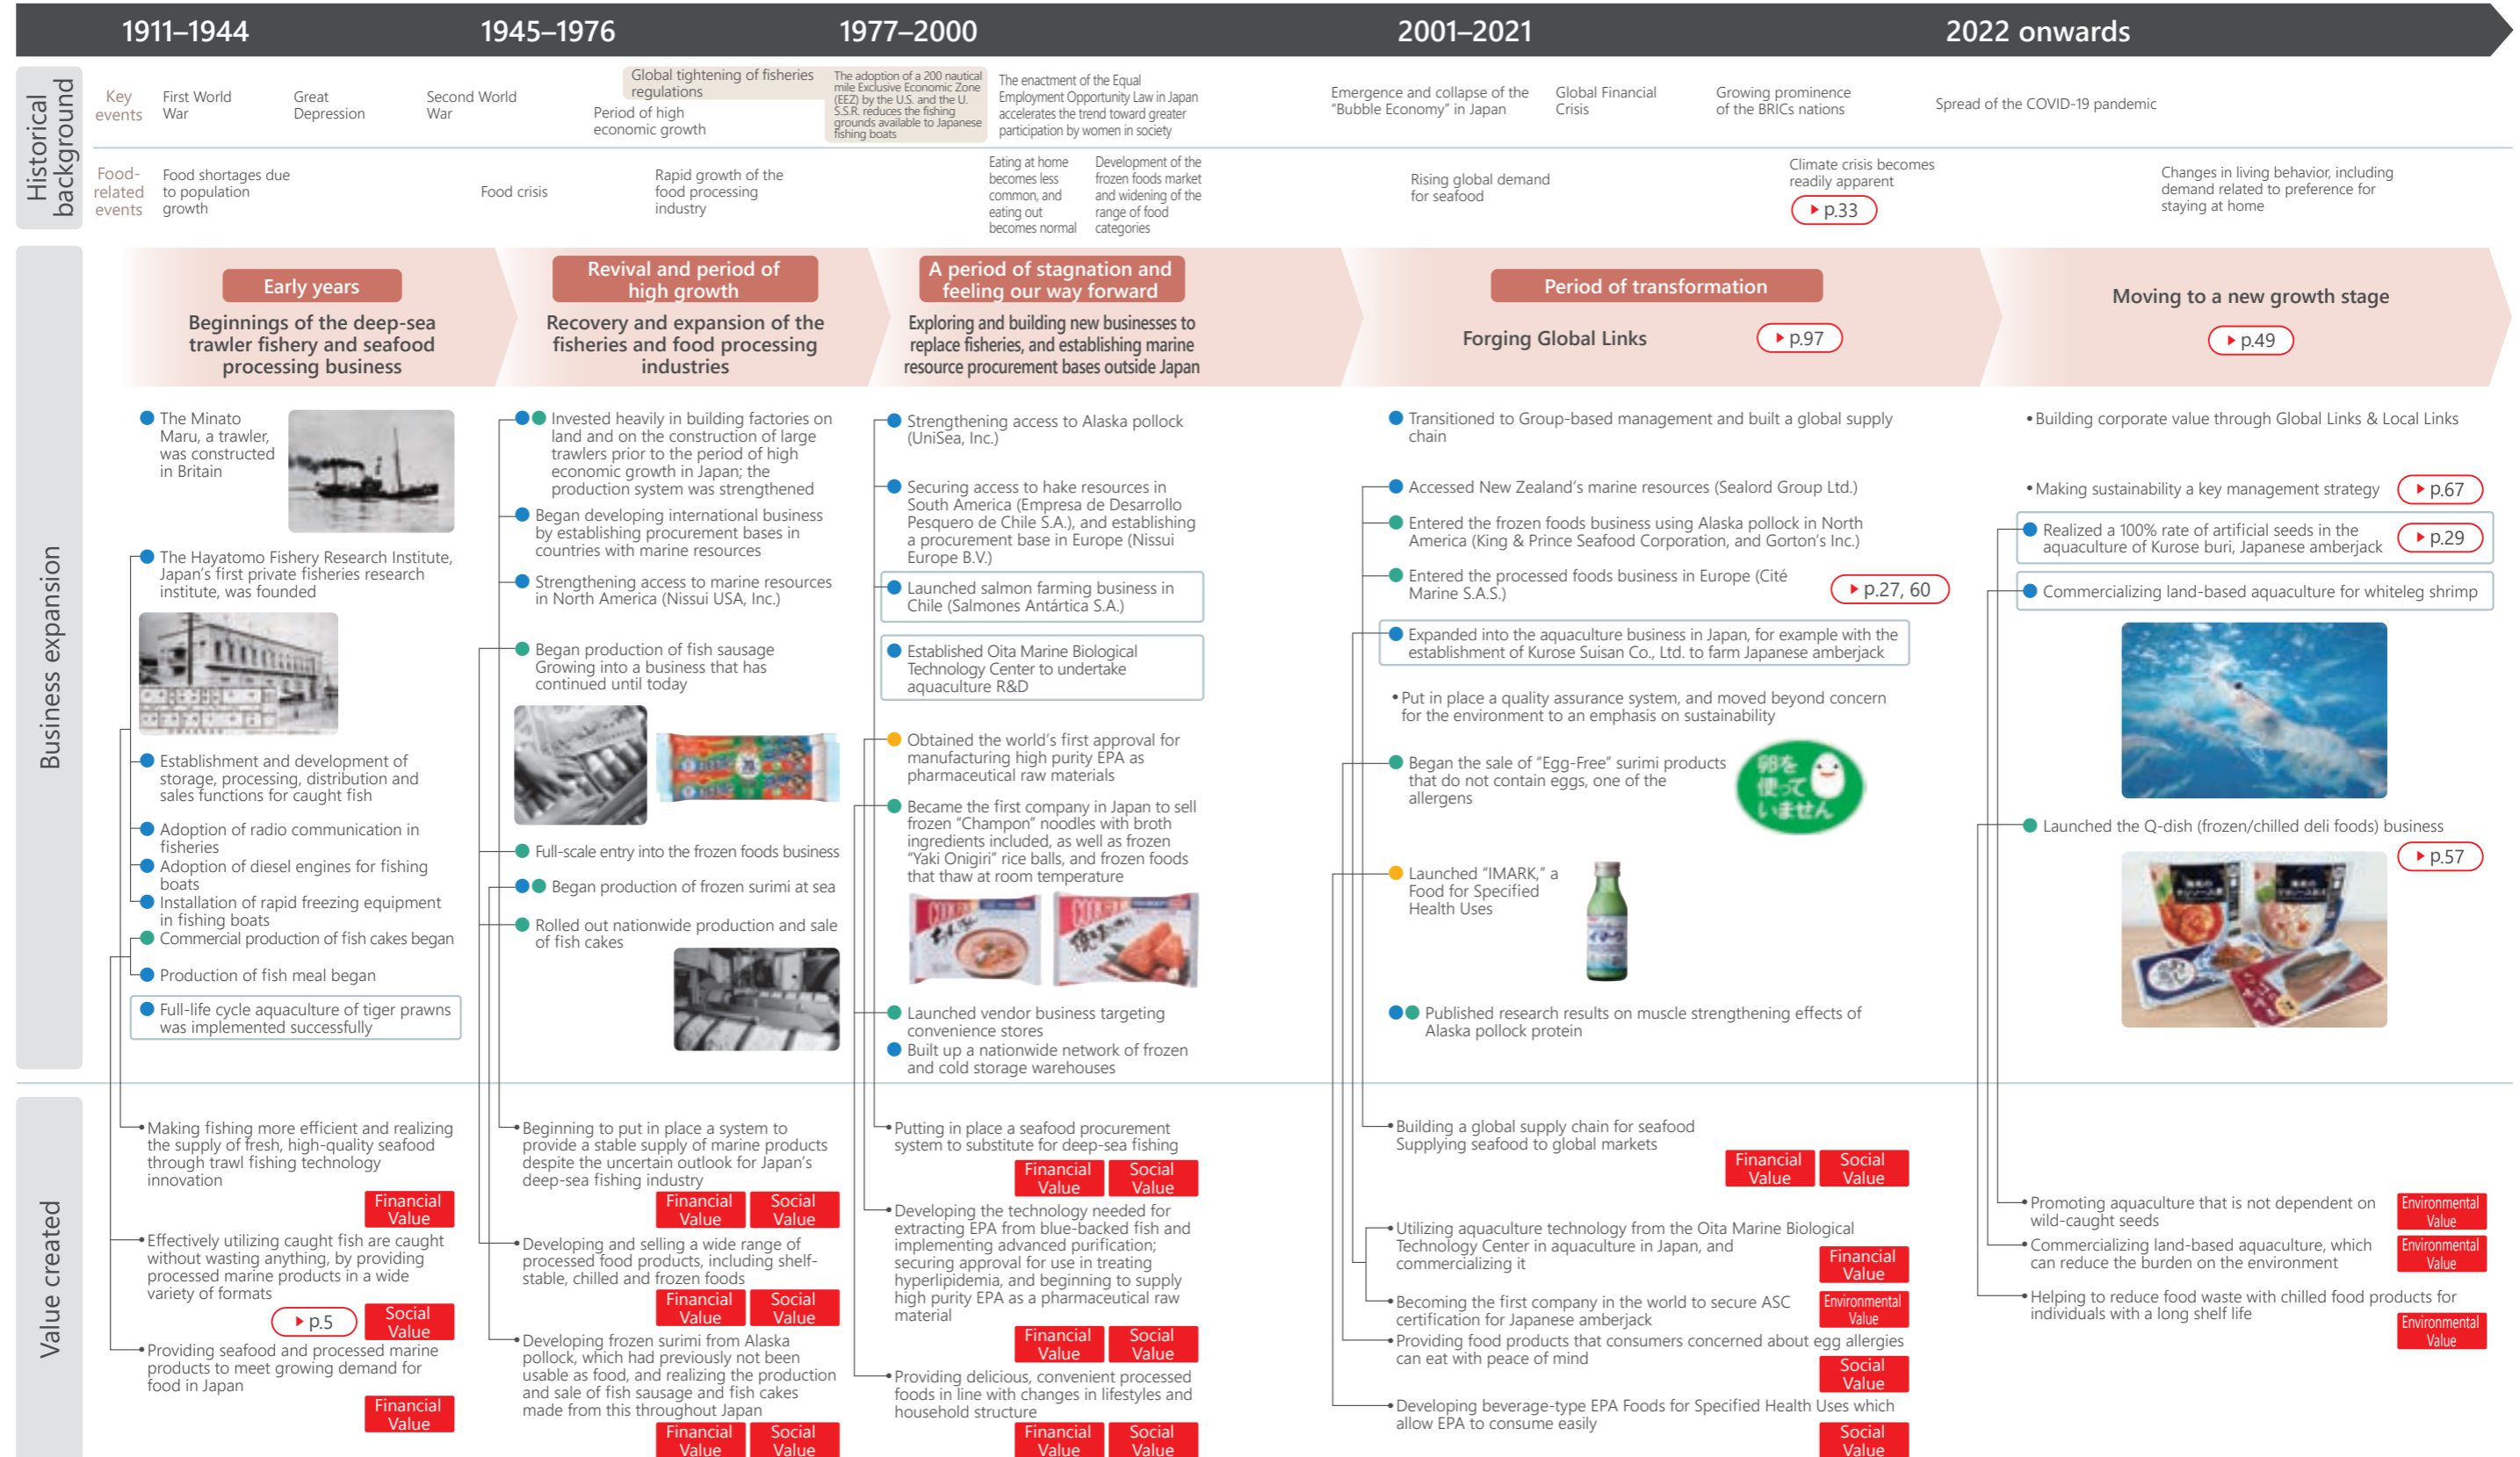 1911–1944
1945–1976
1977–2000
2001–2021
2022 onwards
Historical
background
Key
events
First World
War
Great
Depression
Second World
War
Global tightening of fisheries
regulations
Period of high
economic growth
The adoption of a 200 nautical
mile Exclusive Economic Zone
(EEZ) by the U.S. and the U.
S.S.R. reduces the fishing
grounds available to Japanese
fishing boats
The enactment of the Equal
Employment Opportunity Law in Japan
accelerates the trend toward greater
participation by women in society
Emergence and collapse of the
“Bubble Economy” in Japan
Global Financial
Crisis
Growing prominence
of the BRICs nations
Spread of the COVID-19 pandemic
Food-
related
events
Food shortages due
to population
growth
Food crisis
Rapid growth of the
food processing
industry
Eating at home
becomes less
common, and
eating out
becomes normal
Development of the
frozen foods market
and widening of the
range of food
categories
Rising global demand
for seafood
Climate crisis becomes
readily apparent
p.33
Changes in living behavior, including
demand related to preference for
staying at home
Business expansion
Early years
Beginnings of the deep-sea
trawler fishery and seafood
processing business
Revival and period of
high growth
Recovery and expansion of the
fisheries and food processing
industries
A period of stagnation and
feeling our way forward
Exploring and building new businesses to
replace fisheries, and establishing marine
resource procurement bases outside Japan
Period of transformation
Forging Global Links
p.97
Moving to a new growth stage
p.49
The Minato
Maru, a trawler,
was constructed
in Britain
The Hayatomo Fishery Research Institute,
Japan’s first private fisheries research
institute, was founded
Establishment and development of
storage, processing, distribution and
sales functions for caught fish
Adoption of radio communication in
fisheries
Adoption of diesel engines for fishing
boats
Installation of rapid freezing equipment
in fishing boats
Commercial production of fish cakes began
Production of fish meal began
Full-life cycle aquaculture of tiger prawns
was implemented successfully
Invested heavily in building factories on
land and on the construction of large
trawlers prior to the period of high
economic growth in Japan; the
production system was strengthened
Began developing international business
by establishing procurement bases in
countries with marine resources
Strengthening access to marine resources
in North America (Nissui USA, Inc.)
Began production of fish sausage
Growing into a business that has
continued until today
Full-scale entry into the frozen foods business
Began production of frozen surimi at sea
Rolled out nationwide production and sale
of fish cakes
Strengthening access to Alaska pollock
(UniSea, Inc.)
Securing access to hake resources in
South America (Empresa de Desarrollo
Pesquero de Chile S.A.), and establishing
a procurement base in Europe (Nissui
Europe B.V.)
Launched salmon farming business in
Chile (Salmones Antártica S.A.)
Established Oita Marine Biological
Technology Center to undertake
aquaculture R&D
Obtained the world’s first approval for
manufacturing high purity EPA as
pharmaceutical raw materials
Became the first company in Japan to sell
frozen “Champon” noodles with broth
ingredients included, as well as frozen
“Yaki Onigiri” rice balls, and frozen foods
that thaw at room temperature
Launched vendor business targeting
convenience stores
Built up a nationwide network of frozen
and cold storage warehouses
Transitioned to Group-based management and built a global supply
chain
Accessed New Zealand’s marine resources (Sealord Group Ltd.)
Entered the frozen foods business using Alaska pollock in North
America (King & Prince Seafood Corporation, and Gorton’s Inc.)
Entered the processed foods business in Europe (Cité
Marine S.A.S.)
p.27, 60
Expanded into the aquaculture business in Japan, for example with the
establishment of Kurose Suisan Co., Ltd. to farm Japanese amberjack
• Put in place a quality assurance system, and moved beyond concern
for the environment to an emphasis on sustainability
Began the sale of “Egg-Free” surimi products
that do not contain eggs, one of the
allergens
卵を
使って
いません
Launched “IMARK,” a
Food for Specified
Health Uses
イマーク
Published research results on muscle strengthening effects of
Alaska pollock protein
• Building corporate value through Global Links & Local Links
• Making sustainability a key management strategy
p.67
Realized a 100% rate of artificial seeds in the
aquaculture of Kurose buri, Japanese amberjack
p.29
Commercializing land-based aquaculture for whiteleg shrimp
Launched the Q-dish (frozen/chilled deli foods) business
p.57
Value created
• Making fishing more efficient and realizing
the supply of fresh, high-quality seafood
through trawl fishing technology
innovation
Financial
Value
• Effectively utilizing caught fish are caught
without wasting anything, by providing
processed marine products in a wide
variety of formats
p.5
Social
Value
• Providing seafood and processed marine
products to meet growing demand for
food in Japan
Financial
Value
• Beginning to put in place a system to
provide a stable supply of marine products
despite the uncertain outlook for Japan’s
deep-sea fishing industry
Financial
Value
Social
Value
• Developing and selling a wide range of
processed food products, including shelf-
stable, chilled and frozen foods
Financial
Value
Social
Value
• Developing frozen surimi from Alaska
pollock, which had previously not been
usable as food, and realizing the production
and sale of fish sausage and fish cakes
made from this throughout Japan
Financial
Value
Social
Value
• Putting in place a seafood procurement
system to substitute for deep-sea fishing
Financial
Value
Social
Value
• Developing the technology needed for
extracting EPA from blue-backed fish and
implementing advanced purification;
securing approval for use in treating
hyperlipidemia, and beginning to supply
high purity EPA as a pharmaceutical raw
material
Financial
Value
Social
Value
• Providing delicious, convenient processed
foods in line with changes in lifestyles and
household structure
Financial
Value
Social
Value
• Building a global supply chain for seafood
Supplying seafood to global markets
Financial
Value
Social
Value
• Utilizing aquaculture technology from the Oita Marine Biological
Technology Center in aquaculture in Japan, and
commercializing it
Financial
Value
• Becoming the first company in the world to secure ASC
certification for Japanese amberjack
Environmental
Value
• Providing food products that consumers concerned about egg allergies
can eat with peace of mind
Social
Value
• Developing beverage-type EPA Foods for Specified Health Uses which
allow EPA to consume easily
Social
Value
• Promoting aquaculture that is not dependent on
wild-caught seeds
Environmental
Value
• Commercializing land-based aquaculture, which
can reduce the burden on the environment
Environmental
Value
• Helping to reduce food waste with chilled food products for
individuals with a long shelf life
Environmental
Value